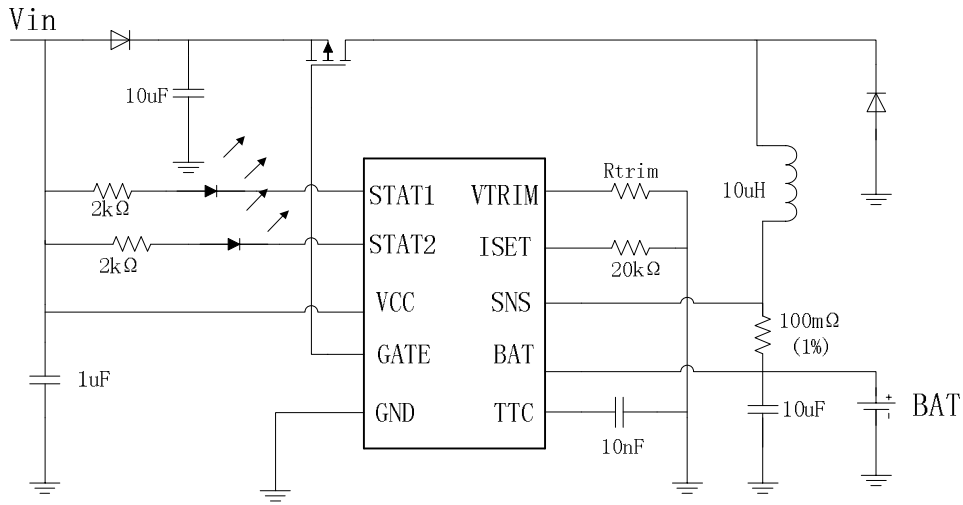 Vin
10uF
2kΩ
2kΩ
1uF
STAT1
STAT2
VCC
GATE
GND
VTRIM
ISET
SNS
BAT
TTC
Rtrim
20kΩ
10nF
10uH
100mΩ
(1%)
10uF
+
-
BAT